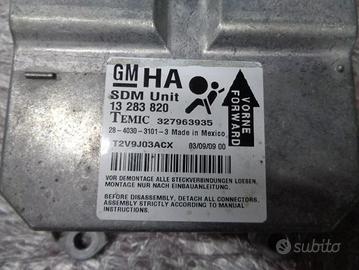 GM HA
SDM Unit
13 283 820
TEMIC 327963935
28-4030-3101-3 Made in Mexico
T2V9J03ACX 03/09/09 00
VORNE
FORWARD
VOR DEMONTAGE ALLE STECKVERBINDUNGEN LOESEN,
MONTAGE NUR NACH EINBAUANLEITUNG!
BEFORE DISASSEMBLY, DETACH ALL CONNECTORS,
ASSEMBLY STRICTLY ACCORDING TO INSTRUCTION!
subito